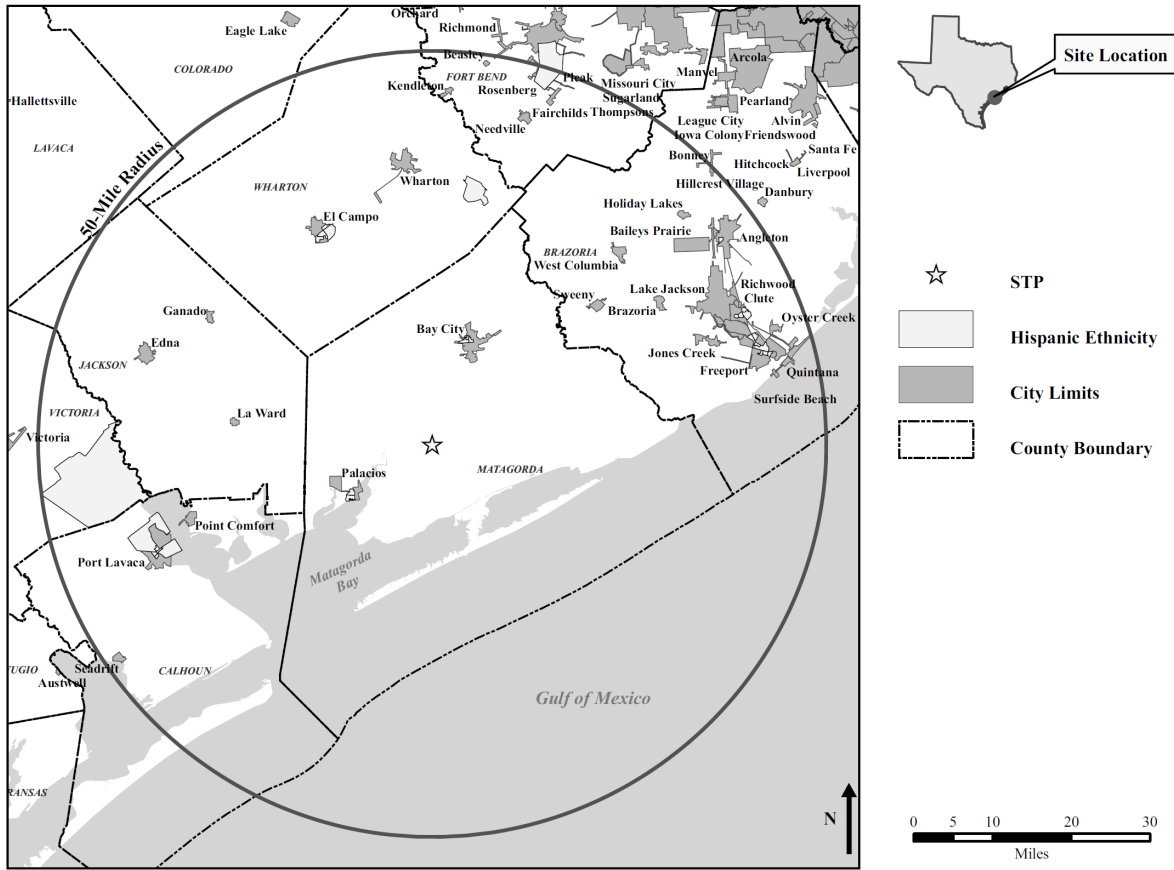 Orchard
Richmond
Eagle Lake
Beasley
Arcola
COLORADO
FORT BEND
Pleak
Manvel
Kendleton
Rosenberg
Missouri City
Sugarland
Hallettsville
Fairchilds
Thompsons
Pearland
Needville
League City
Alvin
Iowa Colony
Friendswood
LAVACA
Bonney
Santa Fe
Hitchcock
Liverpool
50-Mile Radius
WHARTON
Wharton
Hillcrest Village
Danbury
Holiday Lakes
El Campo
Baileys Prairie
Angleton
BRAZORIA
West Columbia
Lake Jackson
Richwood
Sweeny
Clute
Ganado
Brazoria
Oyster Creek
Bay City
Edna
Jones Creek
JACKSON
Freeport
Quintana
Surfside Beach
VICTORIA
La Ward
Victoria
Palacios
MATAGORDA
Point Comfort
Port Lavaca
Matagorda
Bay
Seadrift
CALHOUN
FUGIO
Austwell
Gulf of Mexico
RANSAS
N
Site Location
STP
Hispanic Ethnicity
City Limits
County Boundary
0 5 10 20 30
Miles